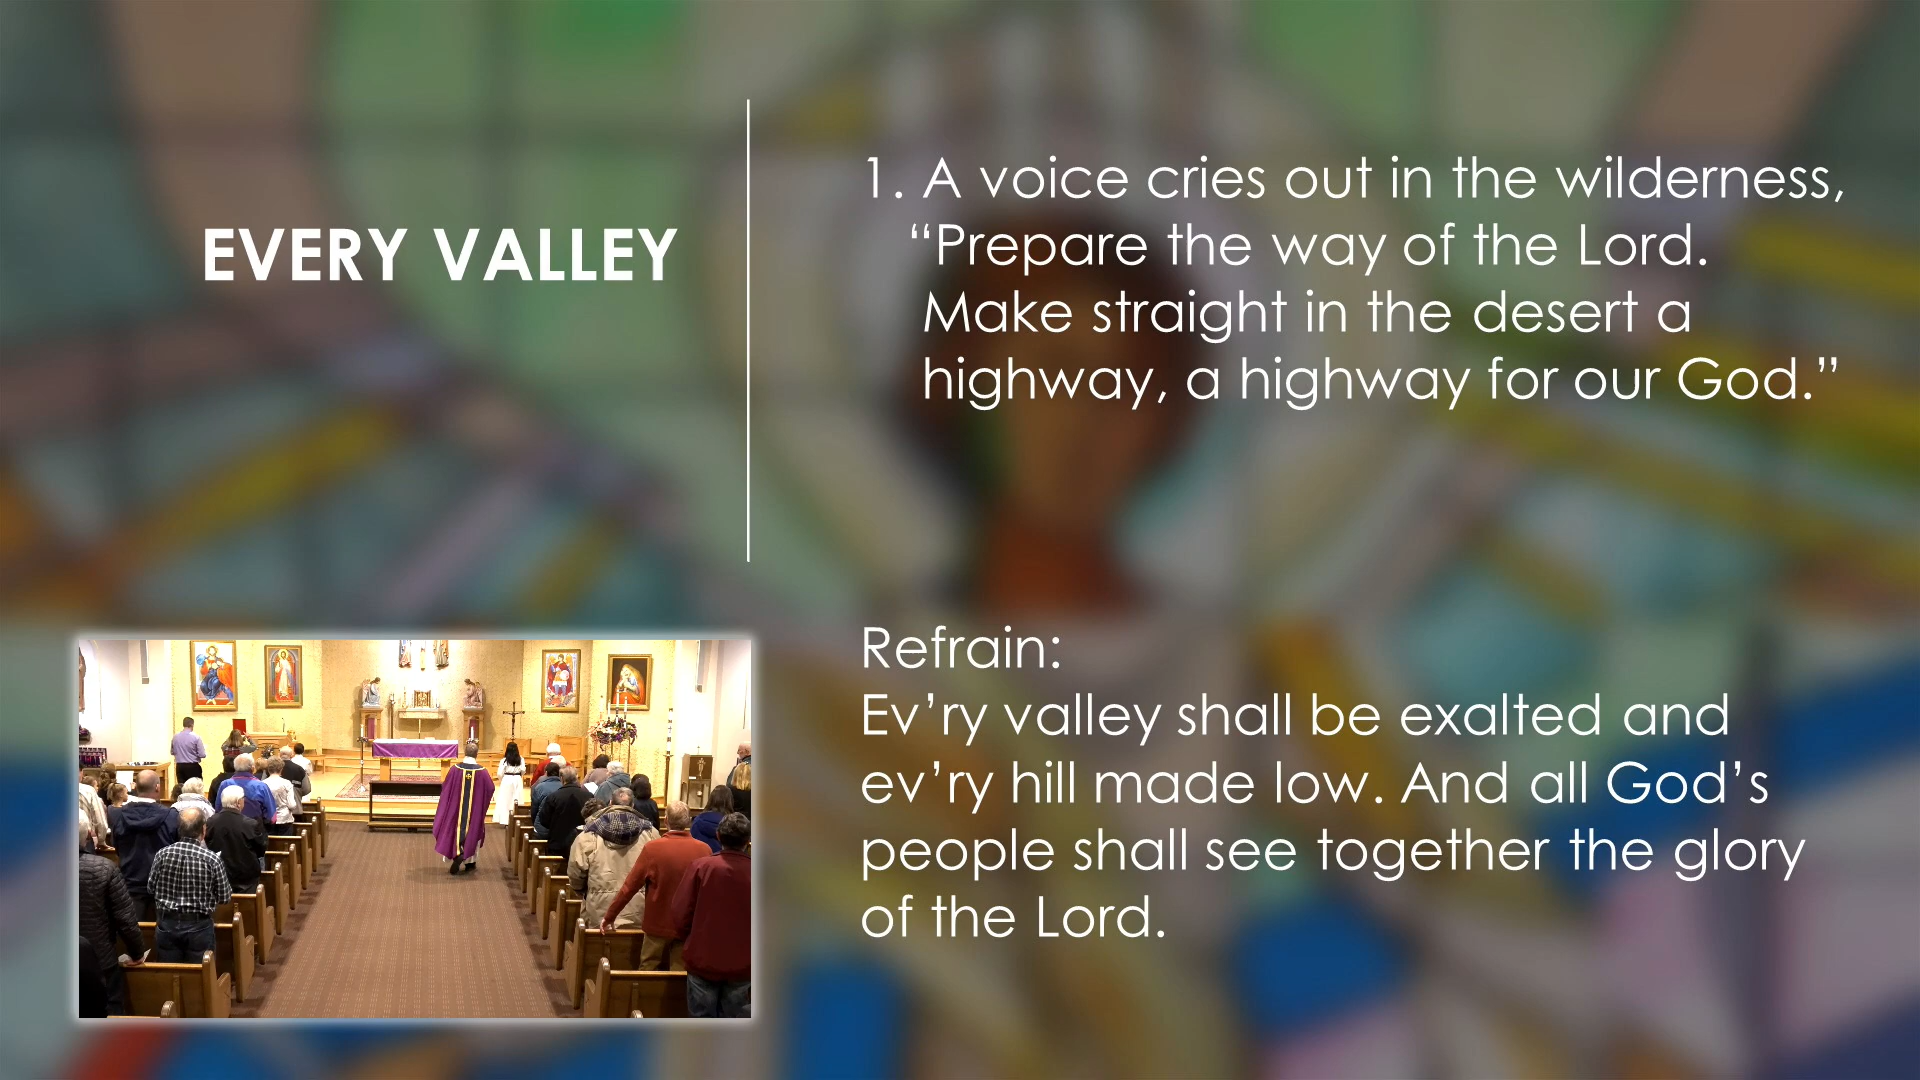 EVERY VALLEY
1. A voice cries out in the wilderness,
“Prepare the way of the Lord.
Make straight in the desert a
highway, a highway for our God.”
Refrain:
Ev’ry valley shall be exalted and
ev’ry hill made low. And all God’s
people shall see together the glory
of the Lord.